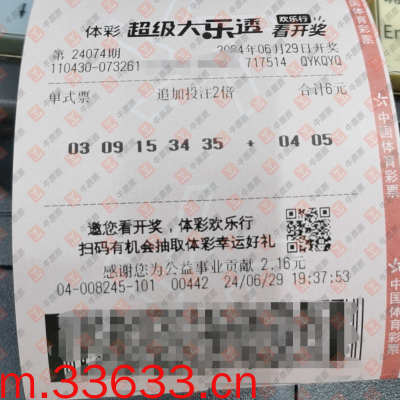 体彩 超级大乐透 欢乐行 看开奖
第 24074期 2024年06月29日开奖
110430-073261 717514 QYKQYQ
单式票 追加投注2倍 合计6元
03 09 15 34 35 + 04 05
邀您看开奖,体彩欢乐行
扫码有机会抽取体彩幸运好礼
感谢您为公益事业贡献 2.16元
04-008245-101 00442 24/06/29 19:37:53
中国体育彩票
中国体育彩票
m.33633.cn